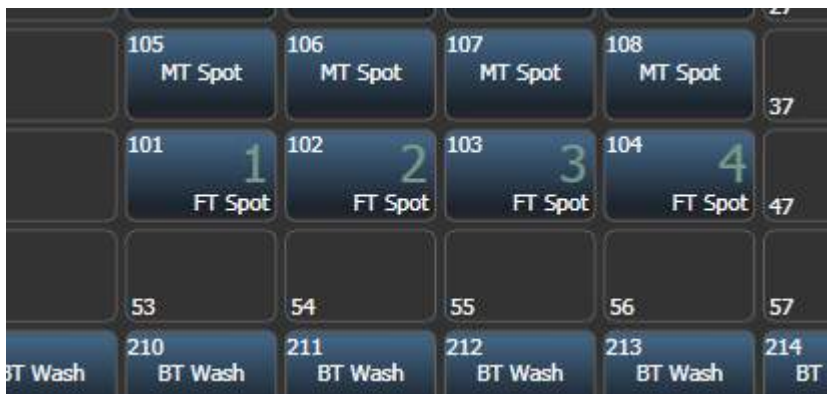 27
105 106 107 108
MT Spot MT Spot MT Spot MT Spot
37
101 1 102 2 103 3 104 4
FT Spot FT Spot FT Spot FT Spot 47
53 54 55 56 57
210 211 212 213 214
BT Wash BT Wash BT Wash BT Wash BT Wash BT